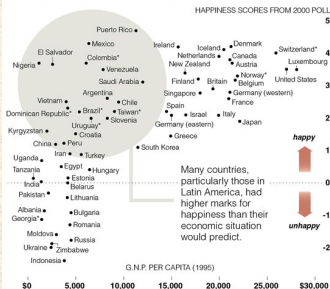 HAPPINESS SCORES FROM 2000 POLL
5
Puerto Rico
Mexico
El Salvador
Colombia*
Nigeria
Venezuela
Ireland
Iceland
Denmark
Switzerland*
Netherlands
Canada
Luxembourg
New Zealand
Austria
4
Saudi Arabia
Finland
Norway*
United States
Britain
Belgium
Argentina
Vietnam
Chile
Singapore
Germany (western)
France
3
Dominican Republic*
Brazil*
Taiwan*
Spain
Uruguay*
Slovenia
Israel
Italy
Germany (eastern)
Japan
2
Kyrgyzstan
Croatia
Greece
China
Peru
South Korea
happy
1
Iran
Turkey
Uganda
Egypt
Hungary
Tanzania
Estonia
India
Belarus
0
Many countries,
particularly those in
Latin America, had
higher marks for
happiness than their
economic situation
would predict.
Pakistan
Lithuania
Albania
Bulgaria
Georgia*
-1
Romania
unhappy
Moldova
Russia
Ukraine
Zimbabwe
-2
Indonesia
G.N.P. PER CAPITA (1995)
$0
5,000
10,000
15,000
20,000
25,000
$30,000